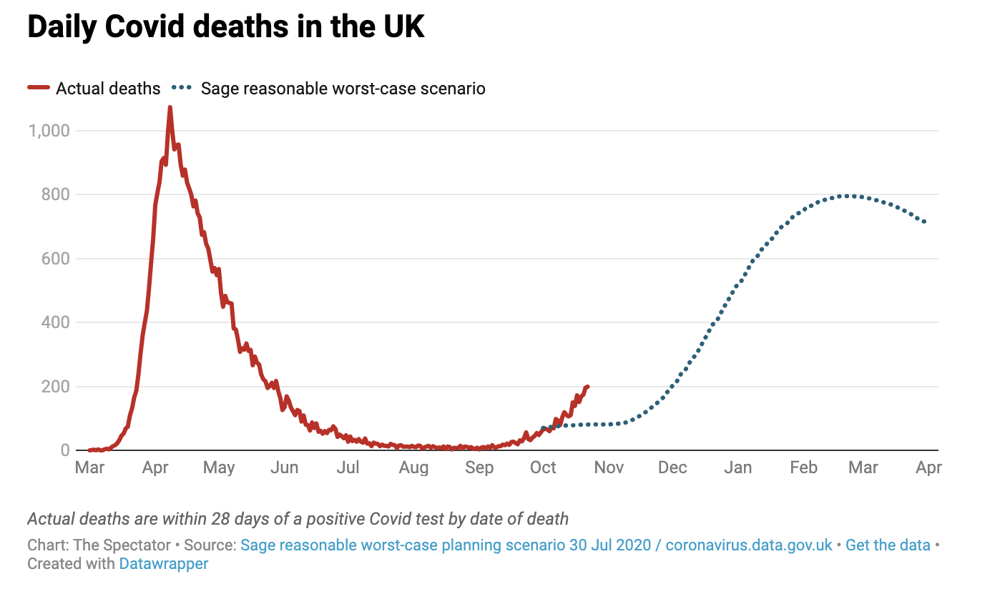 Daily Covid deaths in the UK
Actual deaths Sage reasonable worst-case scenario
1,000
800
600
400
200
0
Mar Apr May Jun Jul Aug Sep Oct Nov Dec Jan Feb Mar Apr
Actual deaths are within 28 days of a positive Covid test by date of death
Chart: The Spectator • Source: Sage reasonable worst-case planning scenario 30 Jul 2020 / coronavirus.data.gov.uk • Get the data •
Created with Datawrapper